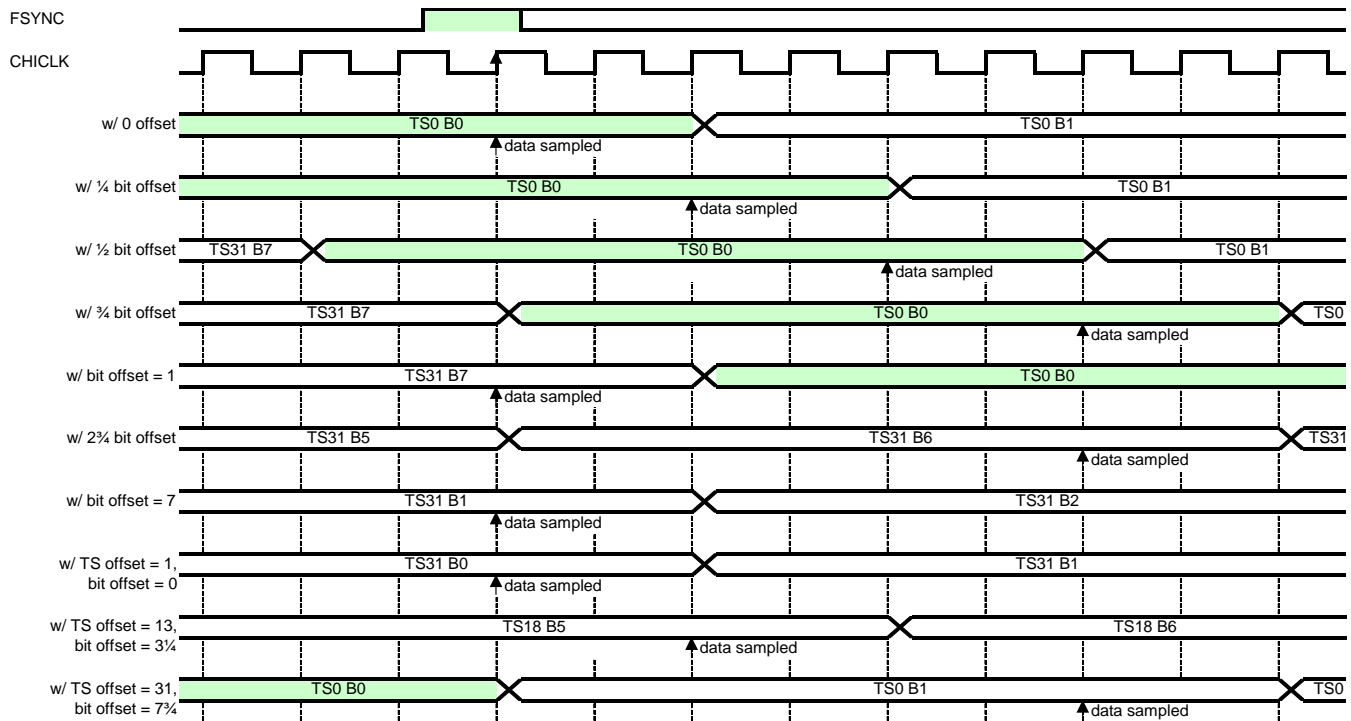 FSYNC
CHICLK
w/ 0 offset TS0 B0 TS0 B1
data sampled
w/ ¼ bit offset TS0 B0 TS0 B1
data sampled
w/ ½ bit offset TS31 B7 TS0 B0 TS0 B1
data sampled
w/ ¾ bit offset TS31 B7 TS0 B0 TS0
data sampled
w/ bit offset = 1 TS31 B7 TS0 B0
data sampled
w/ 2¾ bit offset TS31 B5 TS31 B6 TS31
data sampled
w/ bit offset = 7 TS31 B1 TS31 B2
data sampled
w/ TS offset = 1, TS31 B0 TS31 B1
bit offset = 0 data sampled
w/ TS offset = 13, TS18 B5 TS18 B6
bit offset = 3¼ data sampled
w/ TS offset = 31, TS0 B0 TS0 B1 TS0
bit offset = 7¾ data sampled